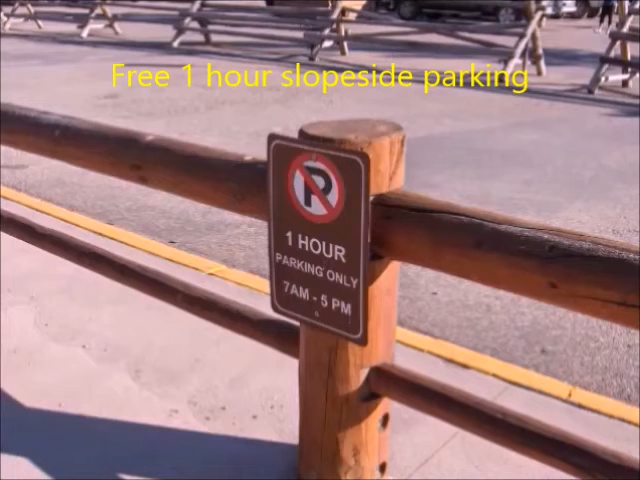 Free 1 hour slopeside parking
P
1 HOUR
PARKING ONLY
7AM - 5 PM